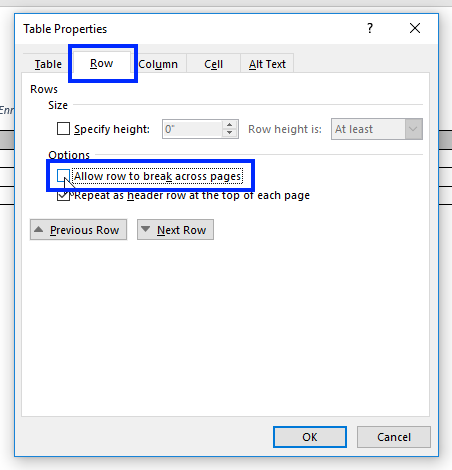 Table Properties
?
Table Row Column Cell Alt Text
Rows
Size
Specify height: 0" Row height is: At least
Options
Allow row to break across pages
Repeat as header row at the top of each page
Previous Row Next Row
OK Cancel